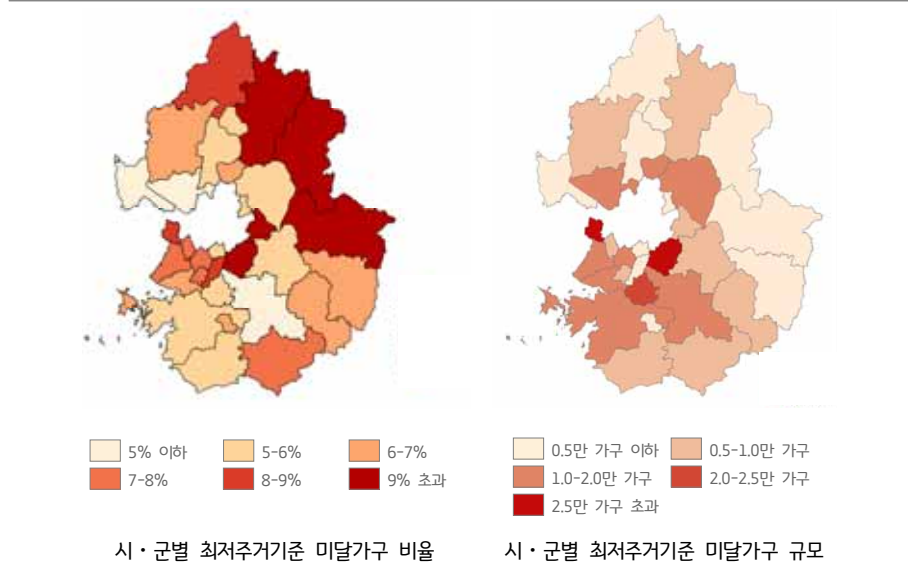 5% 이하
5-6%
6-7%
7-8%
8-9%
9% 초과
시・군별 최저주거기준 미달가구 비율
0.5만 가구 이하
0.5-1.0만 가구
1.0-2.0만 가구
2.0-2.5만 가구
2.5만 가구 초과
시・군별 최저주거기준 미달가구 규모